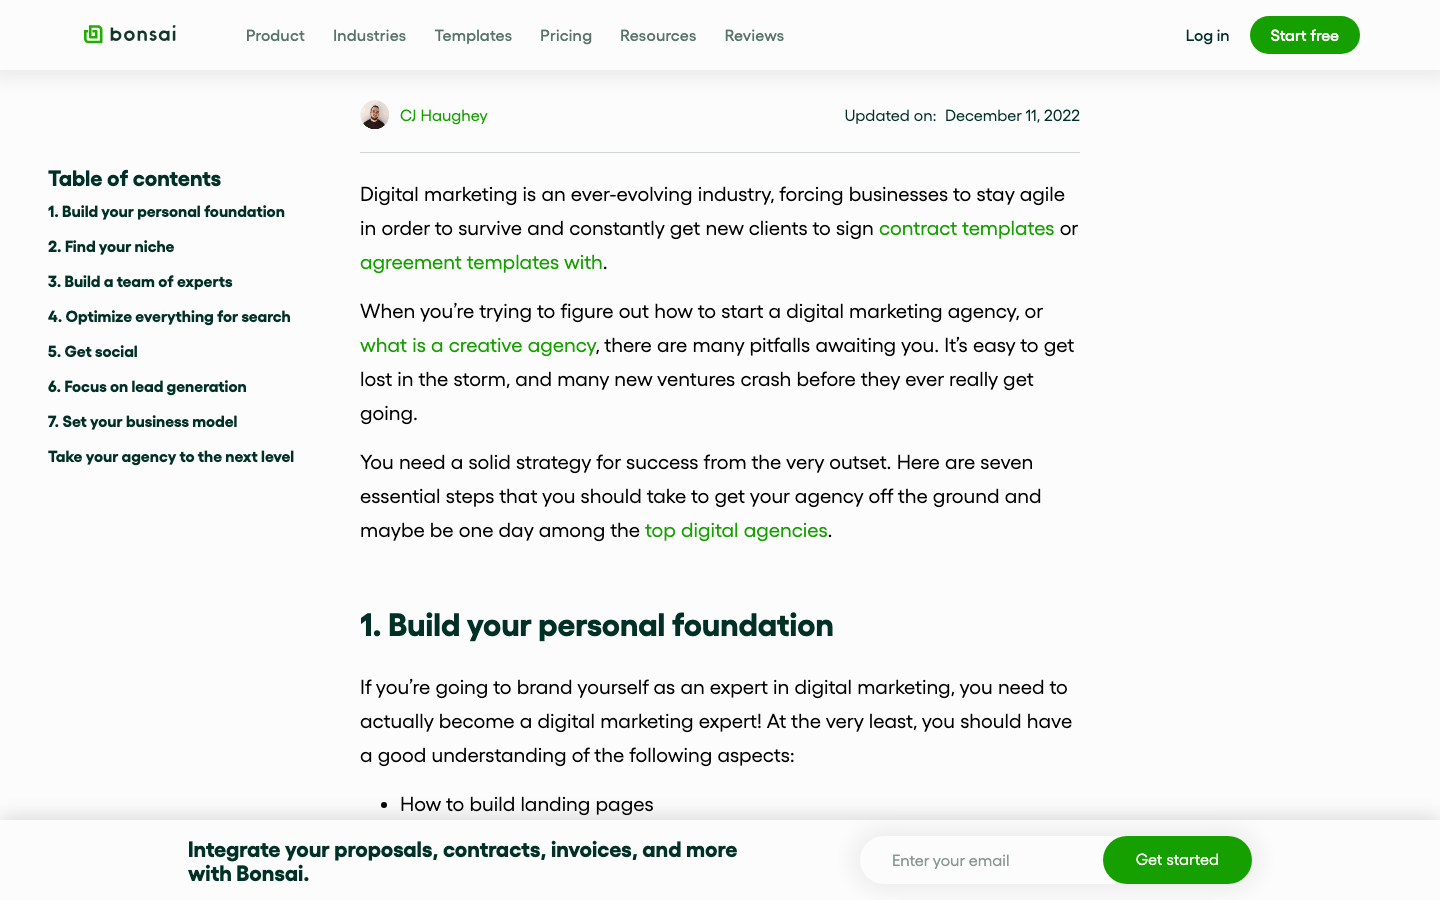 bonsai
Product
Industries
Templates
Pricing
Resources
Reviews
Log in
Start free
CJ Haughey
Updated on: December 11, 2022
Table of contents
1. Build your personal foundation
2. Find your niche
3. Build a team of experts
4. Optimize everything for search
5. Get social
6. Focus on lead generation
7. Set your business model
Take your agency to the next level
Digital marketing is an ever-evolving industry, forcing businesses to stay agile
in order to survive and constantly get new clients to sign contract templates or
agreement templates with.
When you’re trying to figure out how to start a digital marketing agency, or
what is a creative agency, there are many pitfalls awaiting you. It’s easy to get
lost in the storm, and many new ventures crash before they ever really get
going.
You need a solid strategy for success from the very outset. Here are seven
essential steps that you should take to get your agency off the ground and
maybe be one day among the top digital agencies.
1. Build your personal foundation
If you’re going to brand yourself as an expert in digital marketing, you need to
actually become a digital marketing expert! At the very least, you should have
a good understanding of the following aspects:
• How to build landing pages
Integrate your proposals, contracts, invoices, and more
with Bonsai.
Enter your email
Get started